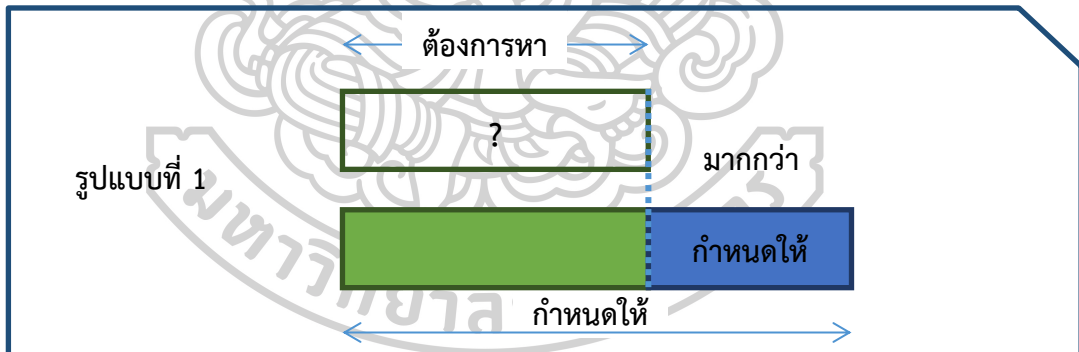 ต้องการหา
?
มากกว่า
รูปแบบที่ 1
กำหนดให้
กำหนดให้